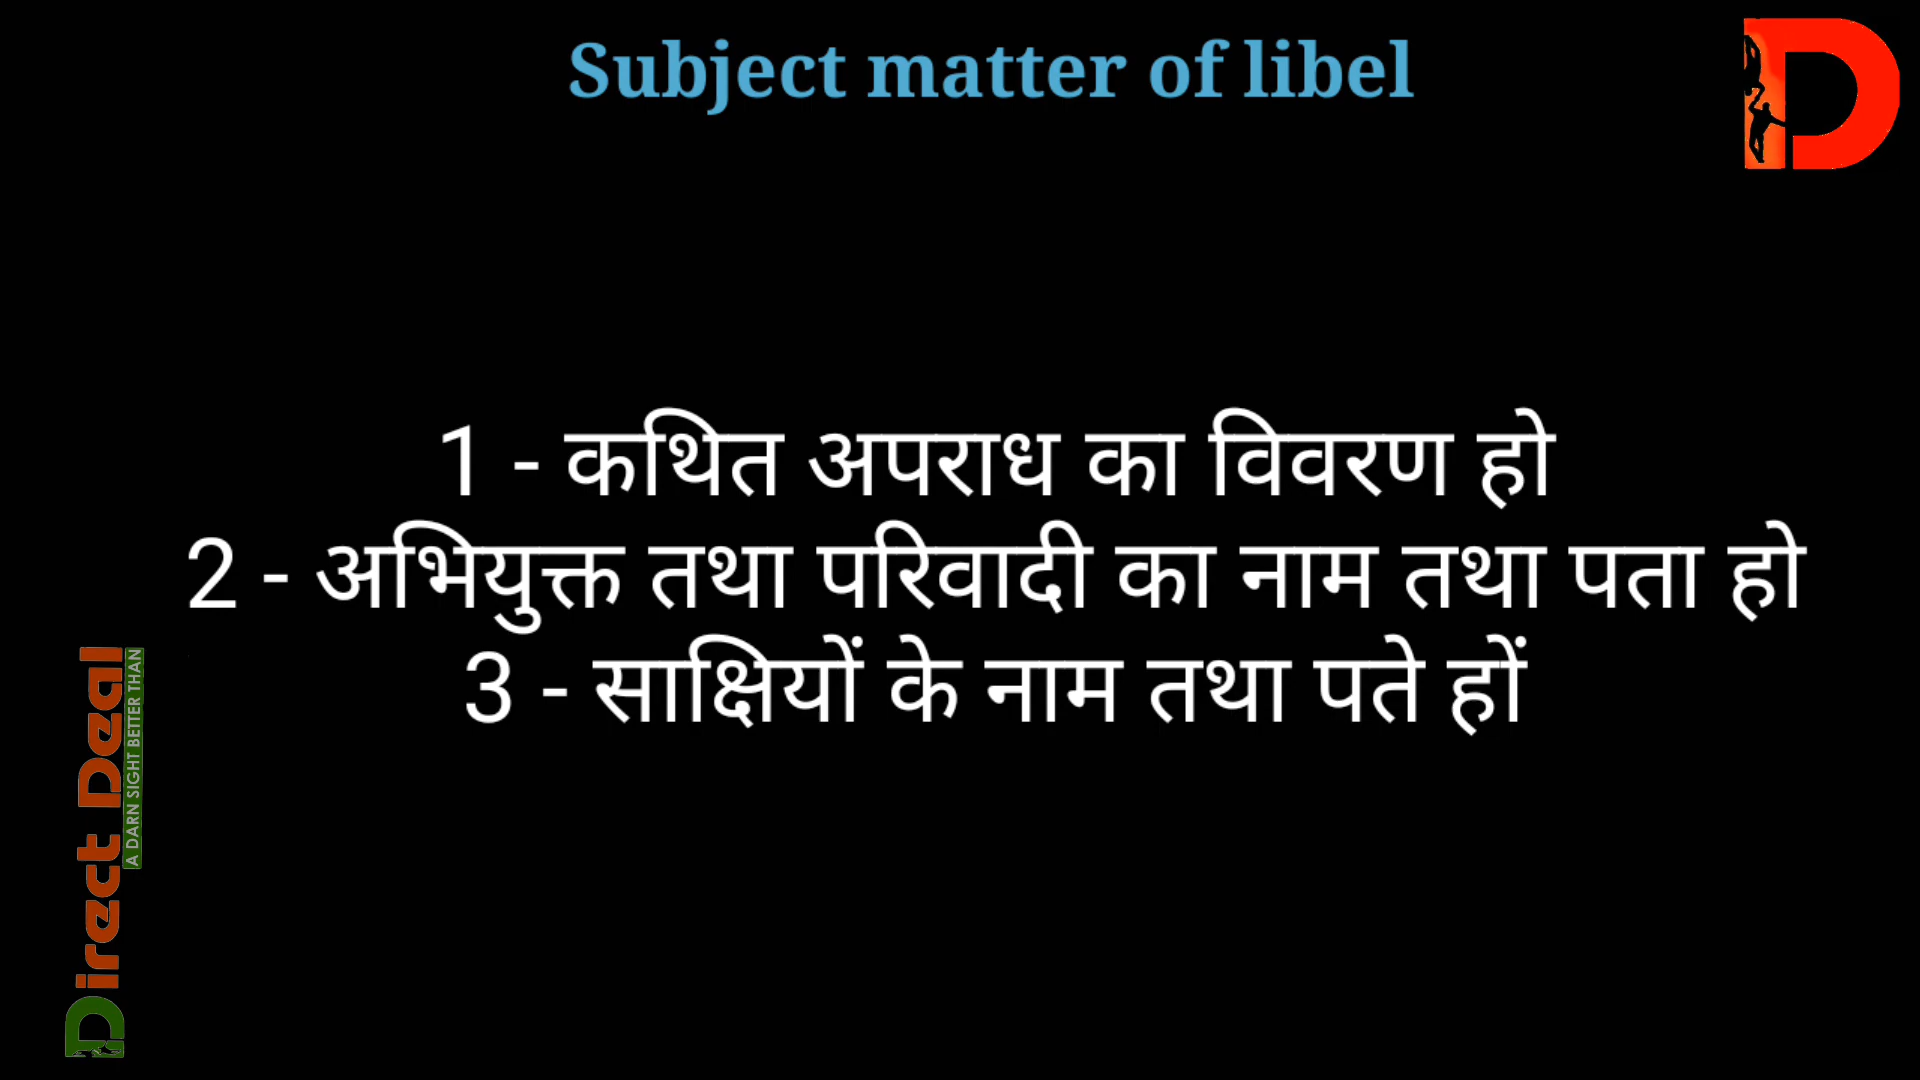 Subject matter of libel
1 - कथित अपराध का विवरण हो
2 - अभियुक्त तथा परिवादी का नाम तथा पता हो
3 - साक्षियों के नाम तथा पते हों
Direct Deal
A DARN SIGHT BETTER THAN